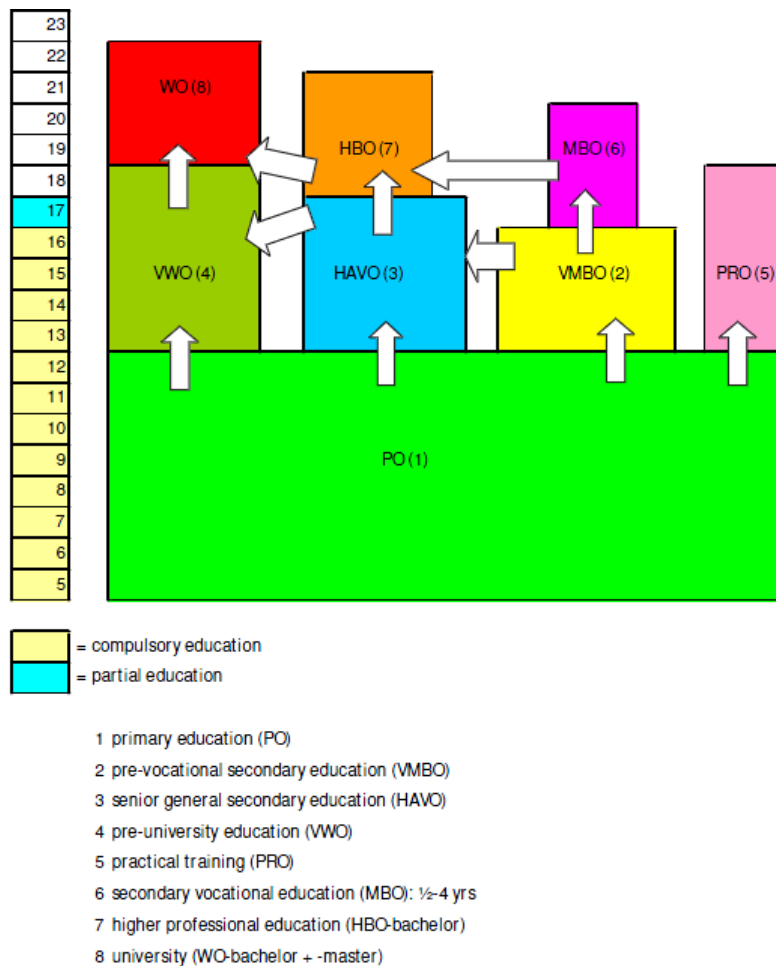 23
22
21
20
19
18
17
16
15
14
13
12
11
10
9
8
7
6
5
WO (8)
HBO (7)
MBO (6)
VWO (4)
HAVO (3)
VMBO (2)
PRO (5)
PO (1)
= compulsory education
= partial education
1 primary education (PO)
2 pre-vocational secondary education (VMBO)
3 senior general secondary education (HAVO)
4 pre-university education (VWO)
5 practical training (PRO)
6 secondary vocational education (MBO): ½-4 yrs
7 higher professional education (HBO-bachelor)
8 university (WO-bachelor + -master)